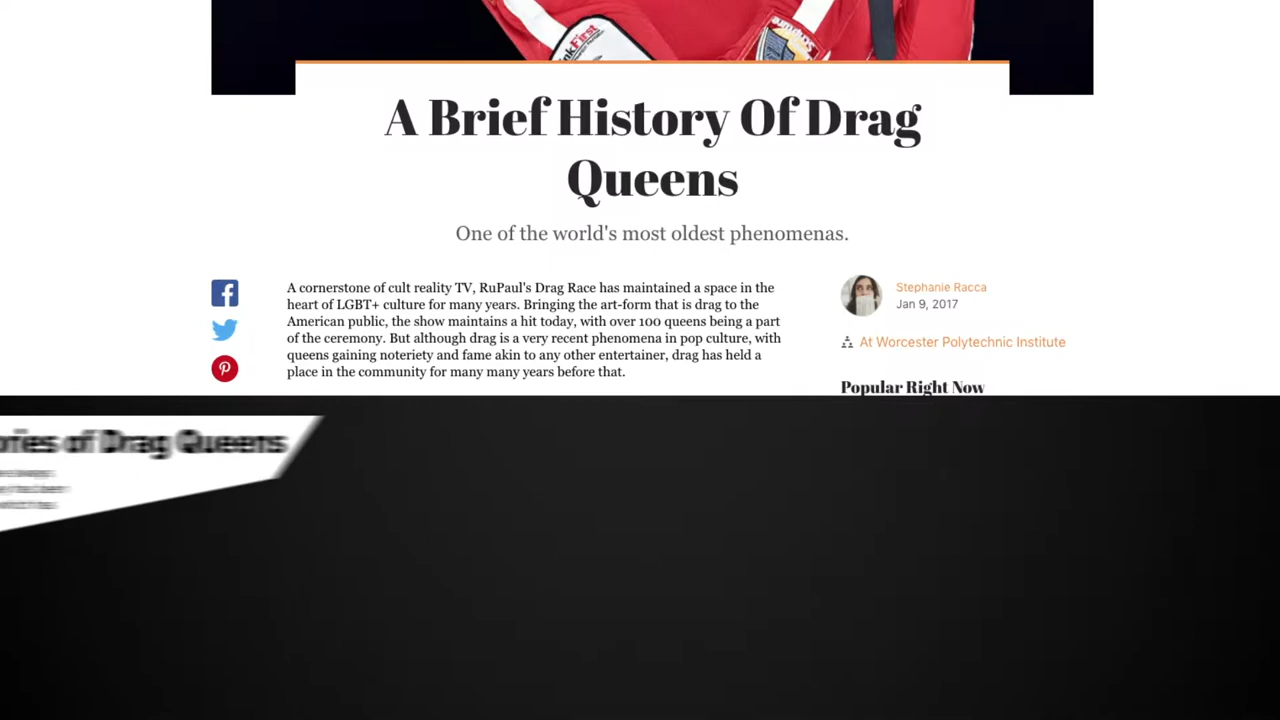 nkFirst
A Brief History Of Drag
Queens
One of the world's most oldest phenomenas.
A cornerstone of cult reality TV, RuPaul's Drag Race has maintained a space in the
heart of LGBT+ culture for many years. Bringing the art-form that is drag to the
American public, the show maintains a hit today, with over 100 queens being a part
of the ceremony. But although drag is a very recent phenomena in pop culture, with
queens gaining noteriety and fame akin to any other entertainer, drag has held a
place in the community for many many years before that.
Stephanie Racca
Jan 9, 2017
At Worcester Polytechnic Institute
Popular Right Now
ories of Drag Queens